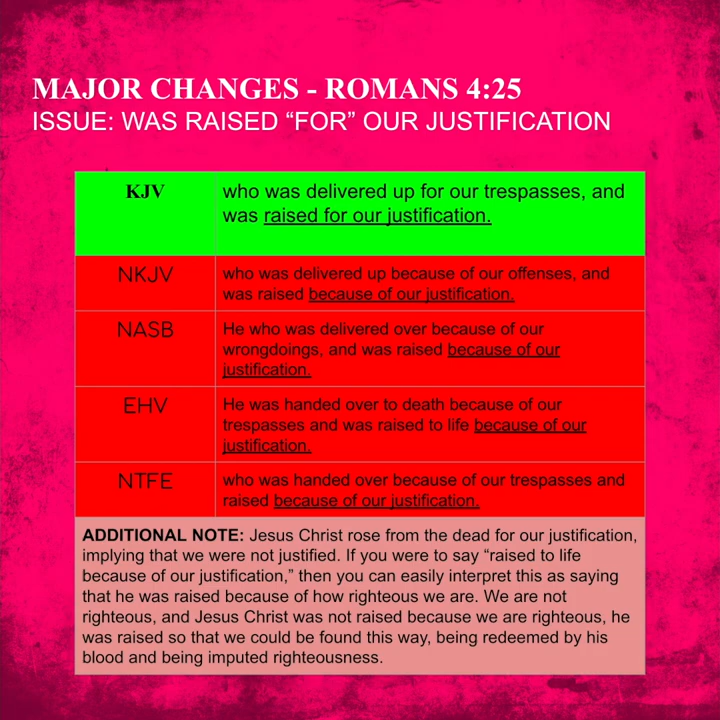 MAJOR CHANGES - ROMANS 4:25
ISSUE: WAS RAISED “FOR” OUR JUSTIFICATION
KJV
who was delivered up for our trespasses, and
was raised for our justification.
NKJV
who was delivered up because of our offenses, and
was raised because of our justification.
NASB
He who was delivered over because of our
wrongdoings, and was raised because of our
justification.
EHV
He was handed over to death because of our
trespasses and was raised to life because of our
justification.
NTFE
who was handed over because of our trespasses and
raised because of our justification.
ADDITIONAL NOTE: Jesus Christ rose from the dead for our justification,
implying that we were not justified. If you were to say “raised to life
because of our justification,” then you can easily interpret this as saying
that he was raised because of how righteous we are. We are not
righteous, and Jesus Christ was not raised because we are righteous, he
was raised so that we could be found this way, being redeemed by his
blood and being imputed righteousness.